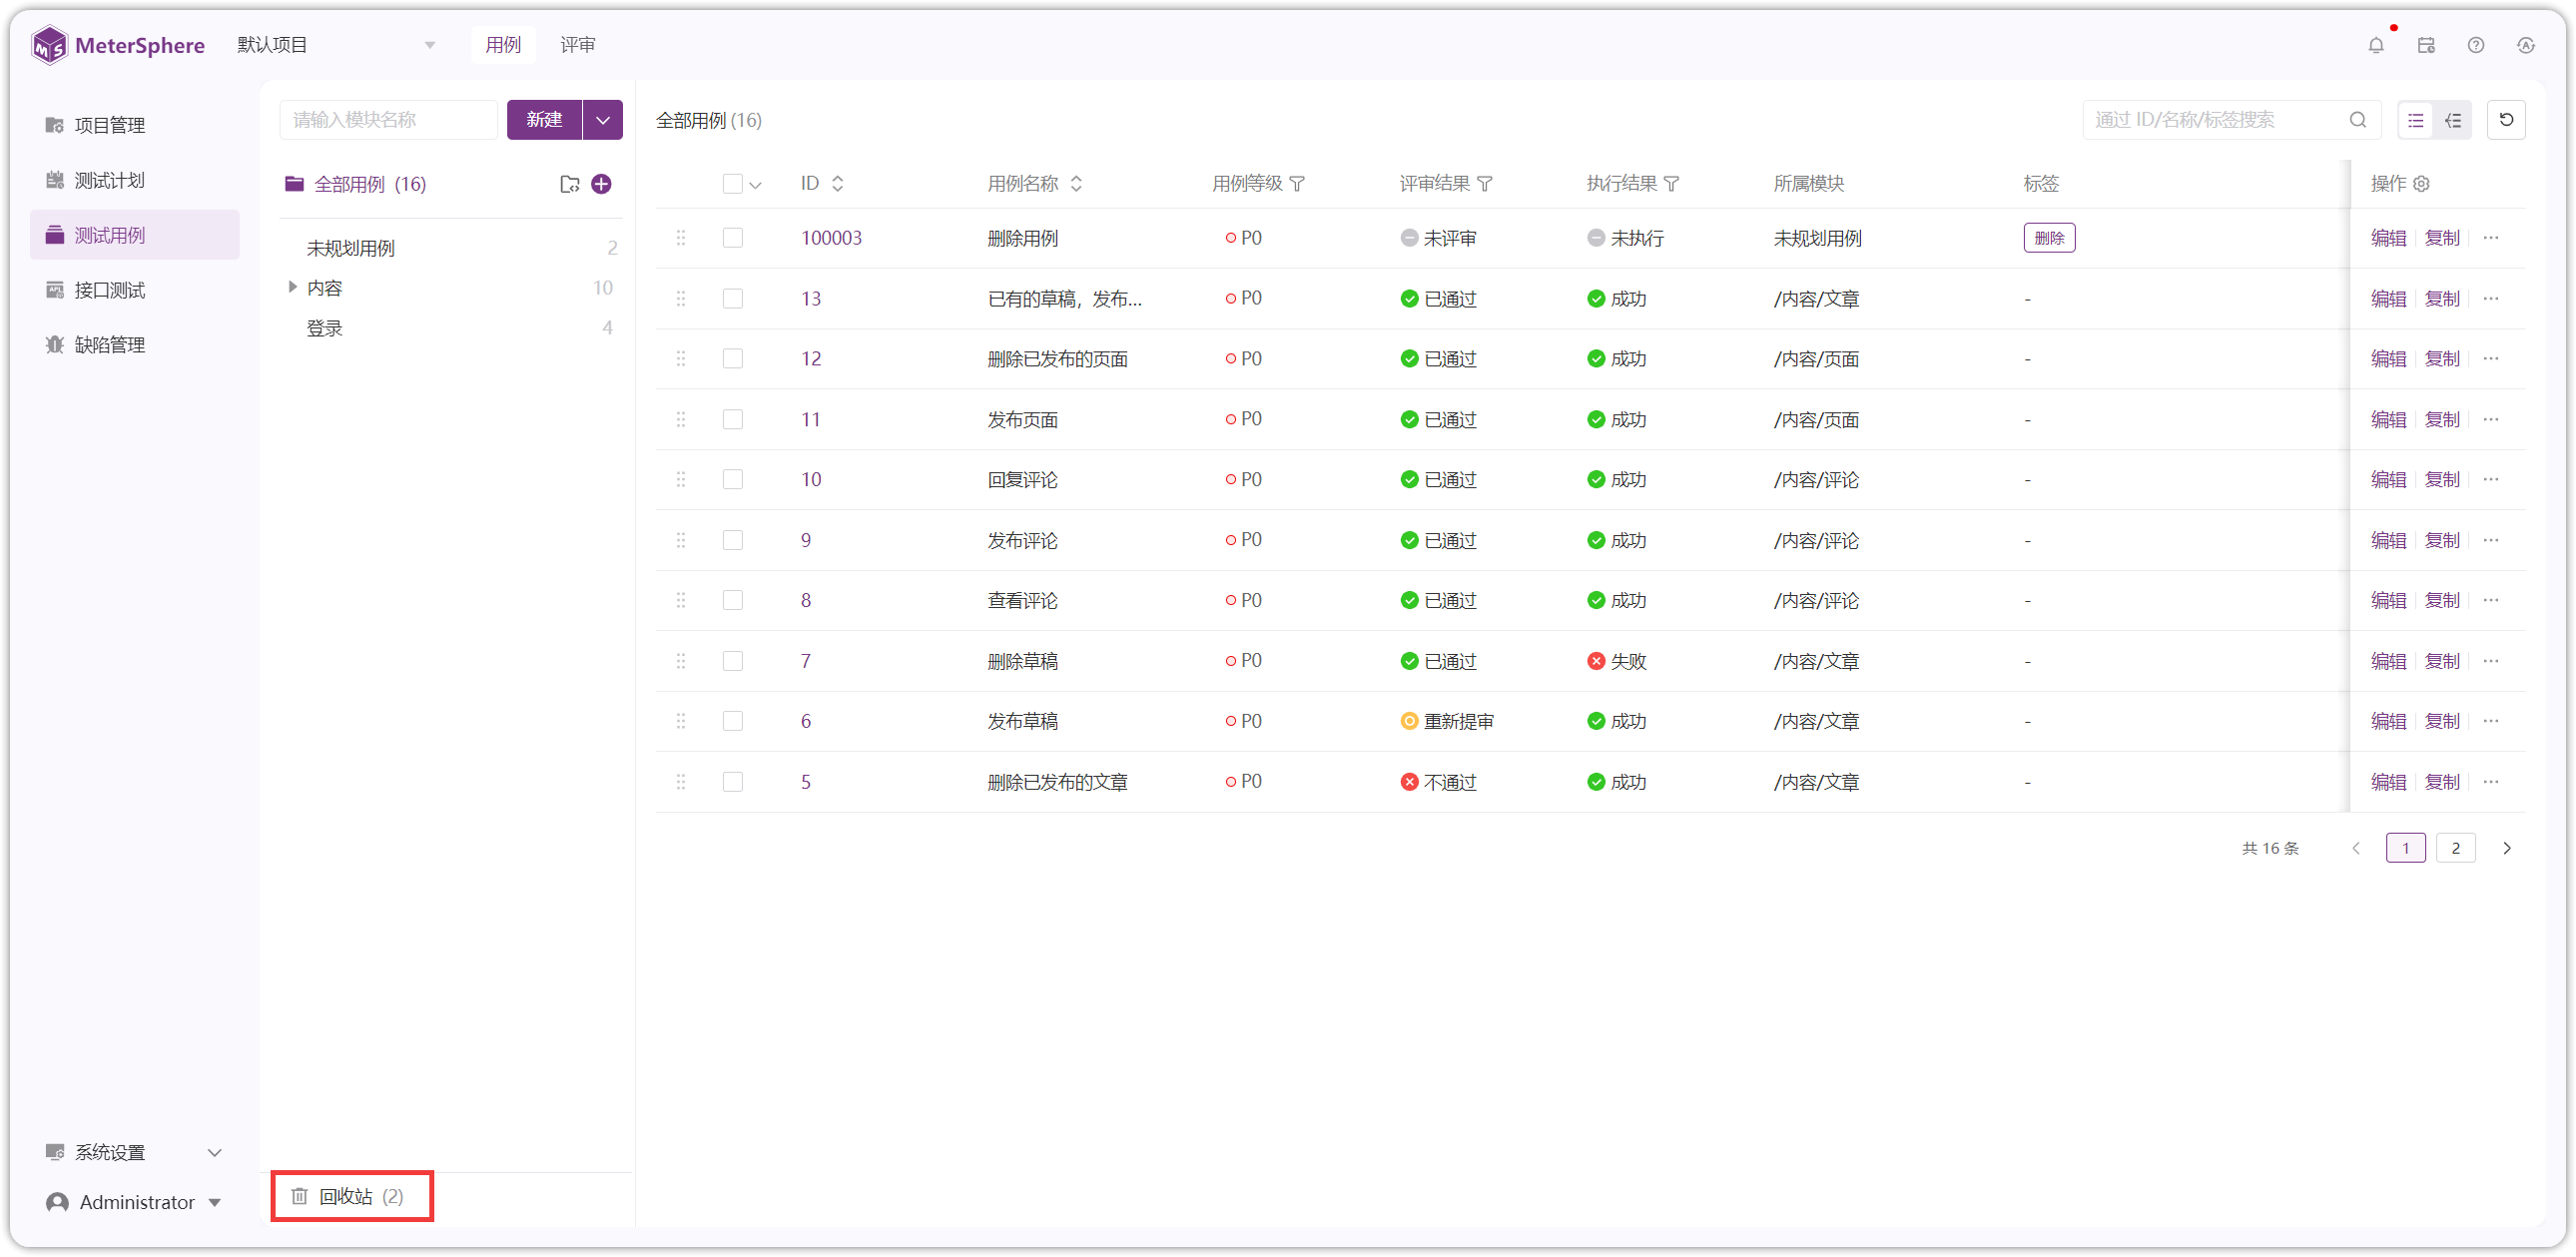 MeterSphere 默认项目 用例 评审
项目管理
测试计划
测试用例
接口测试
缺陷管理
系统设置
Administrator
请输入模块名称 新建
全部用例 (16)
未规划用例 2
内容 10
登录 4
回收站 (2)
全部用例 (16) 通过 ID/名称/标签搜索
ID 用例名称 用例等级 评审结果 执行结果 所属模块 标签 操作
100003 删除用例 P0 未评审 未执行 未规划用例 删除 编辑 复制 ...
13 已有的草稿，发布... P0 已通过 成功 /内容/文章 - 编辑 复制 ...
12 删除已发布的页面 P0 已通过 成功 /内容/页面 - 编辑 复制 ...
11 发布页面 P0 已通过 成功 /内容/页面 - 编辑 复制 ...
10 回复评论 P0 已通过 成功 /内容/评论 - 编辑 复制 ...
9 发布评论 P0 已通过 成功 /内容/评论 - 编辑 复制 ...
8 查看评论 P0 已通过 成功 /内容/评论 - 编辑 复制 ...
7 删除草稿 P0 已通过 失败 /内容/文章 - 编辑 复制 ...
6 发布草稿 P0 重新提审 成功 /内容/文章 - 编辑 复制 ...
5 删除已发布的文章 P0 不通过 成功 /内容/文章 - 编辑 复制 ...
共 16 条 < 1 2 >